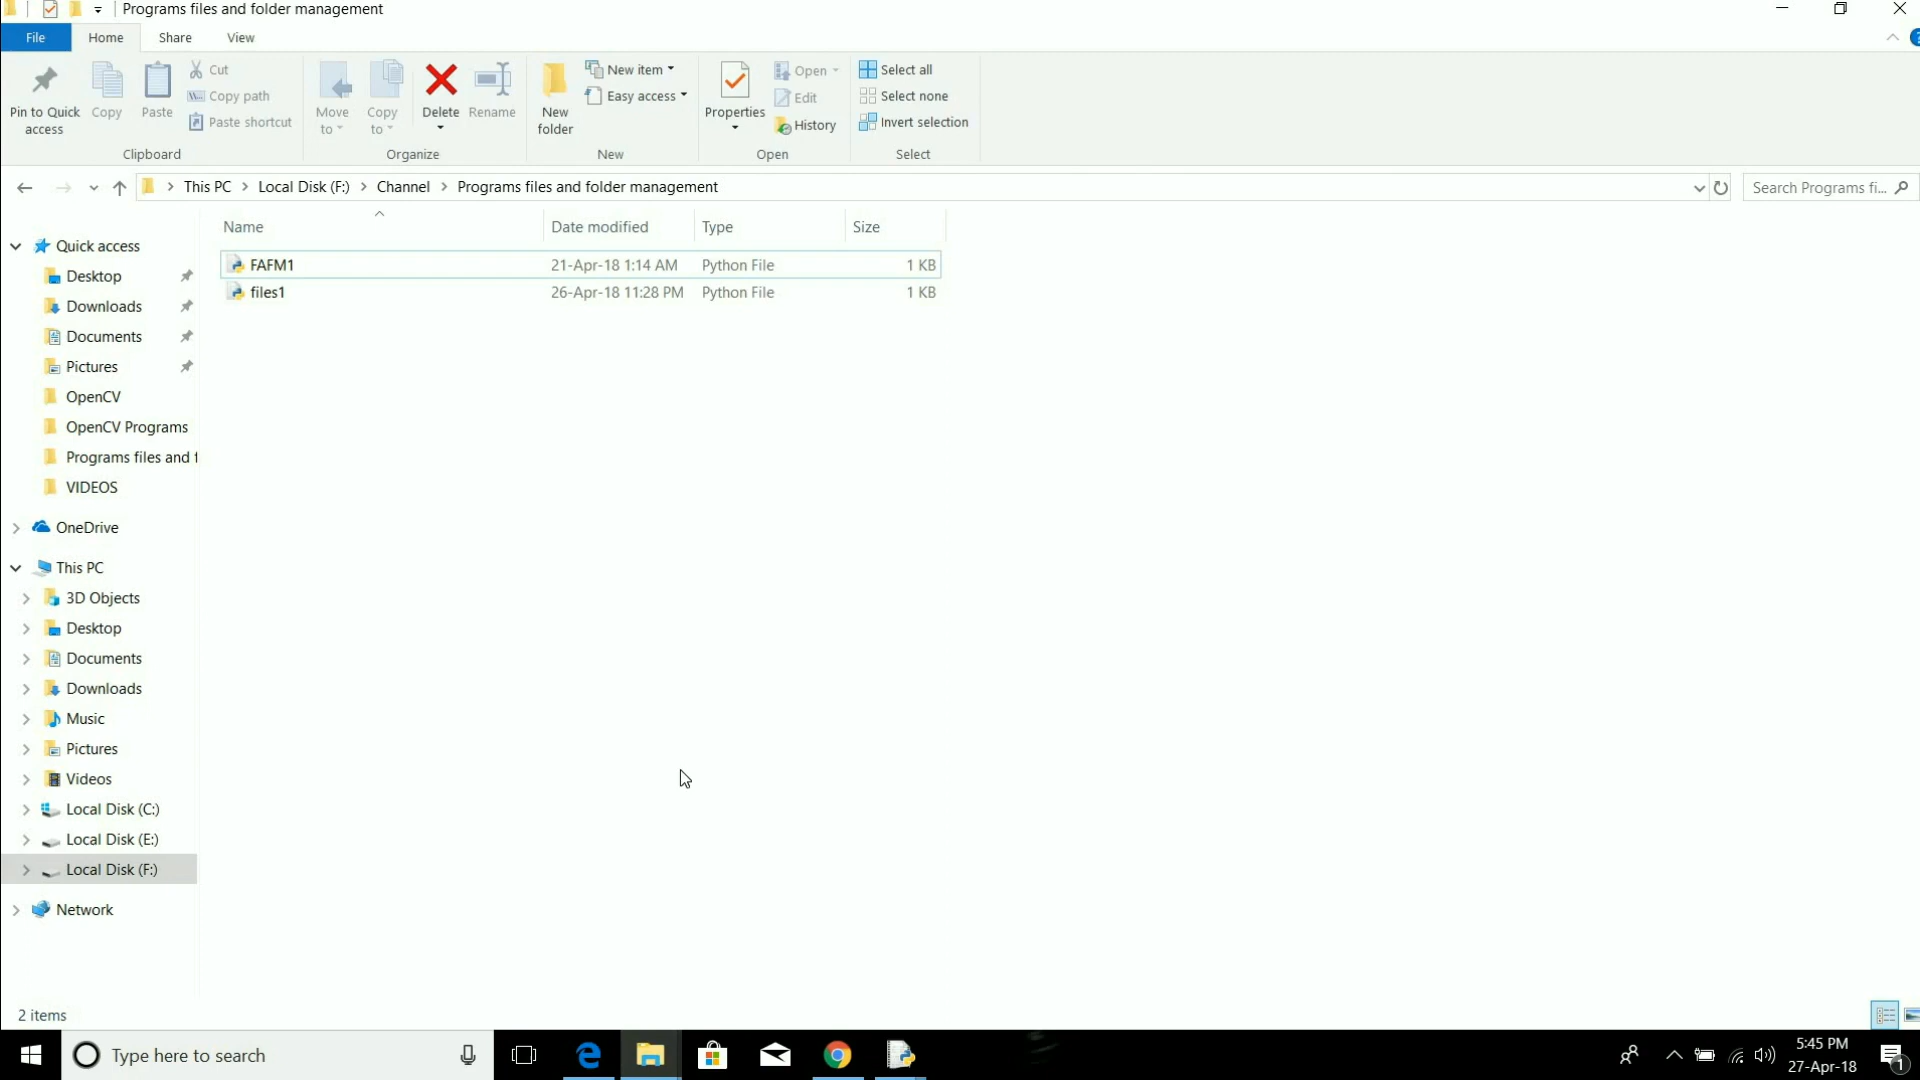 Programs files and folder management
File Home Share View
Pin to Quick access
Copy
Paste
Cut
Copy path
Paste shortcut
Clipboard
Move to
Copy to
Delete
Rename
Organize
New folder
New item
Easy access
New
Properties
Open
Edit
History
Open
Select all
Select none
Invert selection
Select
This PC > Local Disk (F:) > Channel > Programs files and folder management
Search Programs fi...
Name Date modified Type Size
FAFM1 21-Apr-18 1:14 AM Python File 1 KB
files1 26-Apr-18 11:28 PM Python File 1 KB
Quick access
Desktop
Downloads
Documents
Pictures
OpenCV
OpenCV Programs
Programs files and f
VIDEOS
OneDrive
This PC
3D Objects
Desktop
Documents
Downloads
Music
Pictures
Videos
Local Disk (C:)
Local Disk (E:)
Local Disk (F:)
Network
2 items
Type here to search
5:45 PM
27-Apr-18
1